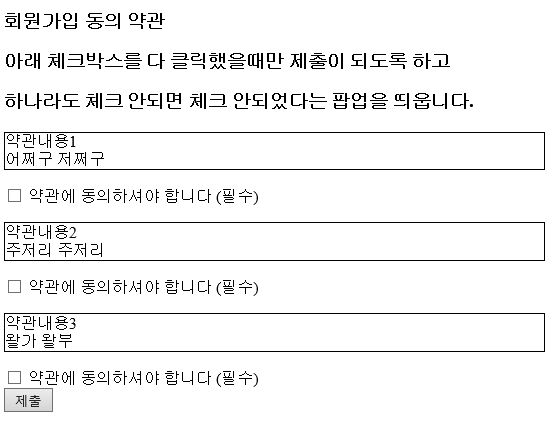 회원가입 동의 약관
아래 체크박스를 다 클릭했을때만 제출이 되도록 하고
하나라도 체크 안되면 체크 안되었다는 팝업을 띄웁니다.
약관내용1
어쩌구 저쩌구
약관에 동의하셔야 합니다 (필수)
약관내용2
주저리 주저리
약관에 동의하셔야 합니다 (필수)
약관내용3
왈가 왈부
약관에 동의하셔야 합니다 (필수)
제출